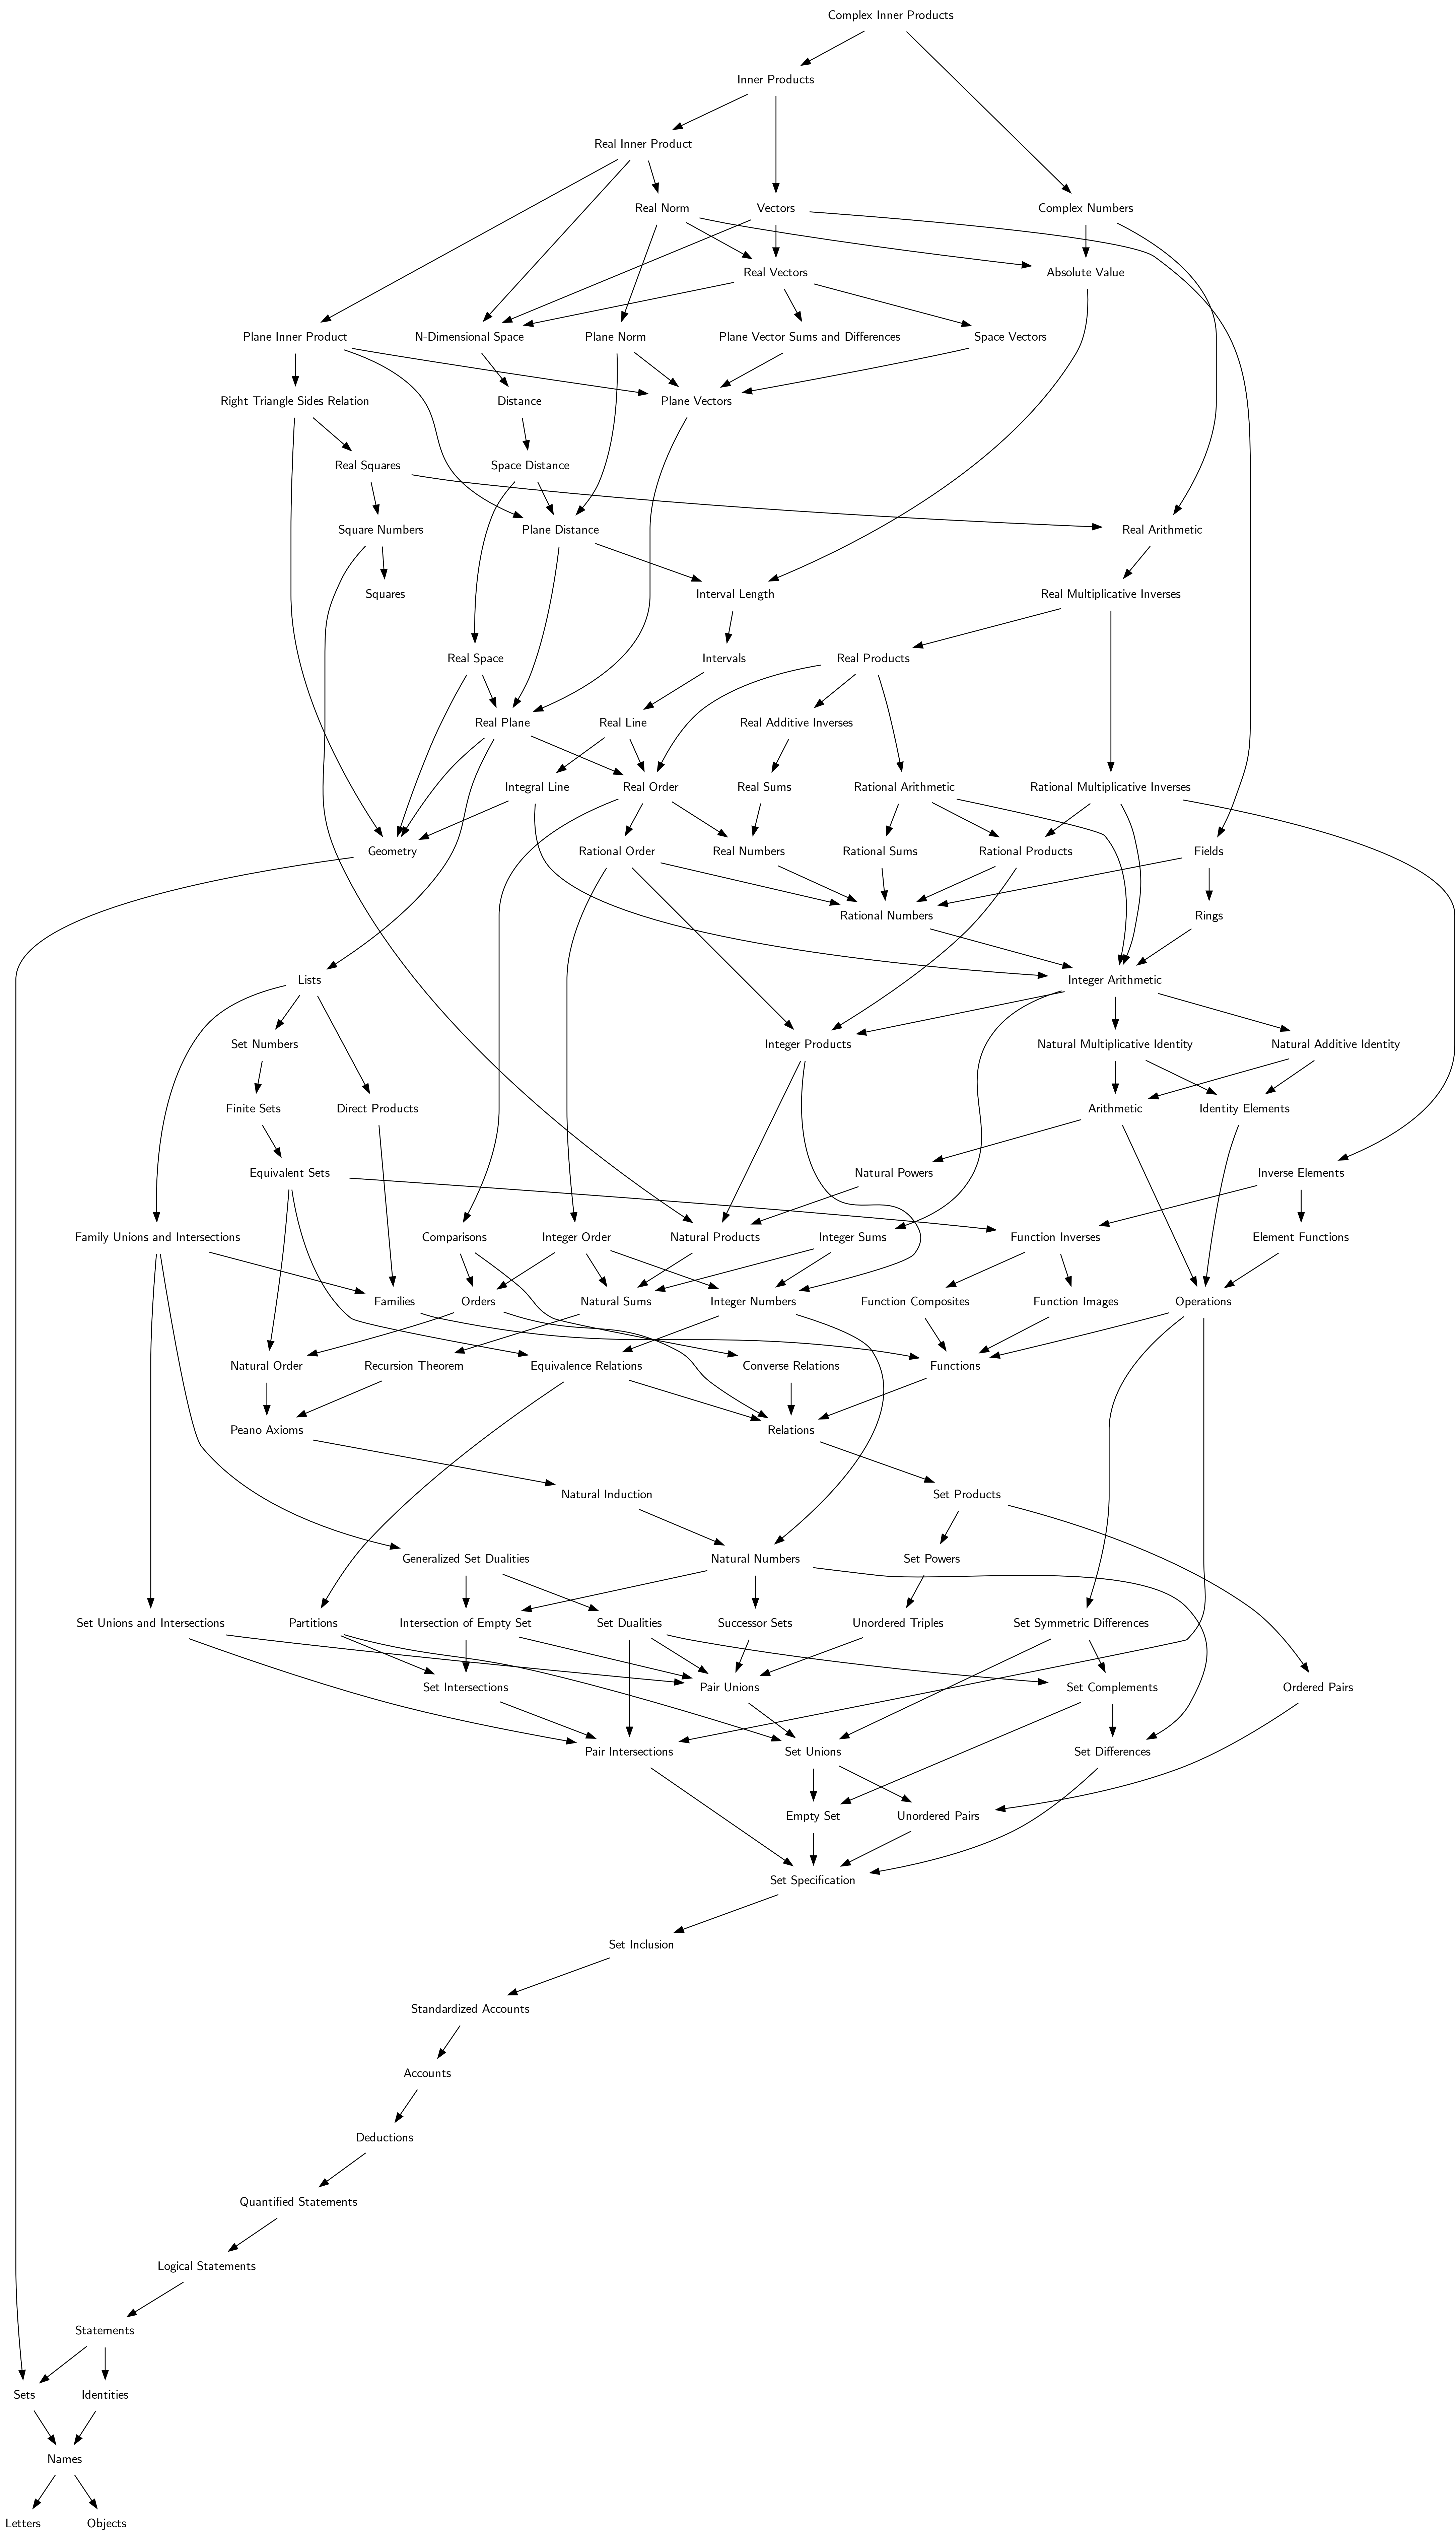 Complex Inner Products
Inner Products
Real Inner Product
Real Norm
Vectors
Complex Numbers
Real Vectors
Absolute Value
Plane Inner Product
N-Dimensional Space
Plane Norm
Plane Vector Sums and Differences
Space Vectors
Right Triangle Sides Relation
Distance
Plane Vectors
Real Squares
Space Distance
Square Numbers
Plane Distance
Real Arithmetic
Squares
Interval Length
Real Multiplicative Inverses
Real Space
Intervals
Real Products
Real Plane
Real Line
Real Additive Inverses
Integral Line
Real Order
Real Sums
Rational Arithmetic
Rational Multiplicative Inverses
Geometry
Rational Order
Real Numbers
Rational Sums
Rational Products
Fields
Rational Numbers
Rings
Lists
Integer Arithmetic
Set Numbers
Integer Products
Natural Multiplicative Identity
Natural Additive Identity
Finite Sets
Direct Products
Arithmetic
Identity Elements
Equivalent Sets
Natural Powers
Inverse Elements
Family Unions and Intersections
Comparisons
Integer Order
Natural Products
Integer Sums
Function Inverses
Element Functions
Families
Orders
Natural Sums
Integer Numbers
Function Composites
Function Images
Operations
Natural Order
Recursion Theorem
Equivalence Relations
Converse Relations
Functions
Peano Axioms
Relations
Natural Induction
Set Products
Generalized Set Dualities
Natural Numbers
Set Powers
Set Unions and Intersections
Partitions
Intersection of Empty Set
Set Dualities
Successor Sets
Unordered Triples
Set Symmetric Differences
Set Intersections
Pair Unions
Set Complements
Ordered Pairs
Pair Intersections
Set Unions
Set Differences
Empty Set
Unordered Pairs
Set Specification
Set Inclusion
Standardized Accounts
Accounts
Deductions
Quantified Statements
Logical Statements
Statements
Sets
Identities
Names
Letters
Objects